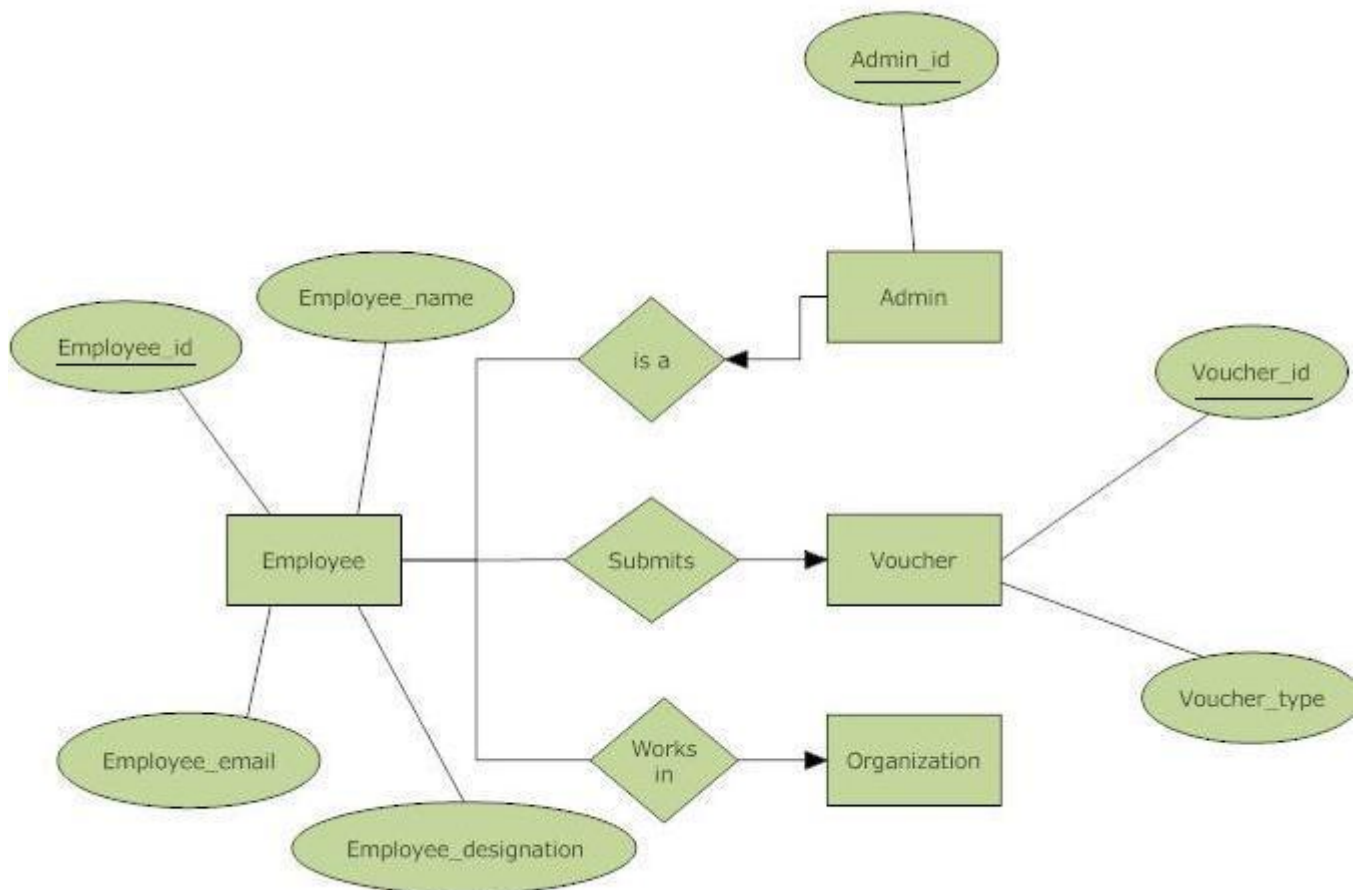 Admin_id
Admin
Employee_name
Employee_id
is a
Voucher_id
Employee
Submits
Voucher
Voucher_type
Employee_email
Works
in
Organization
Employee_designation